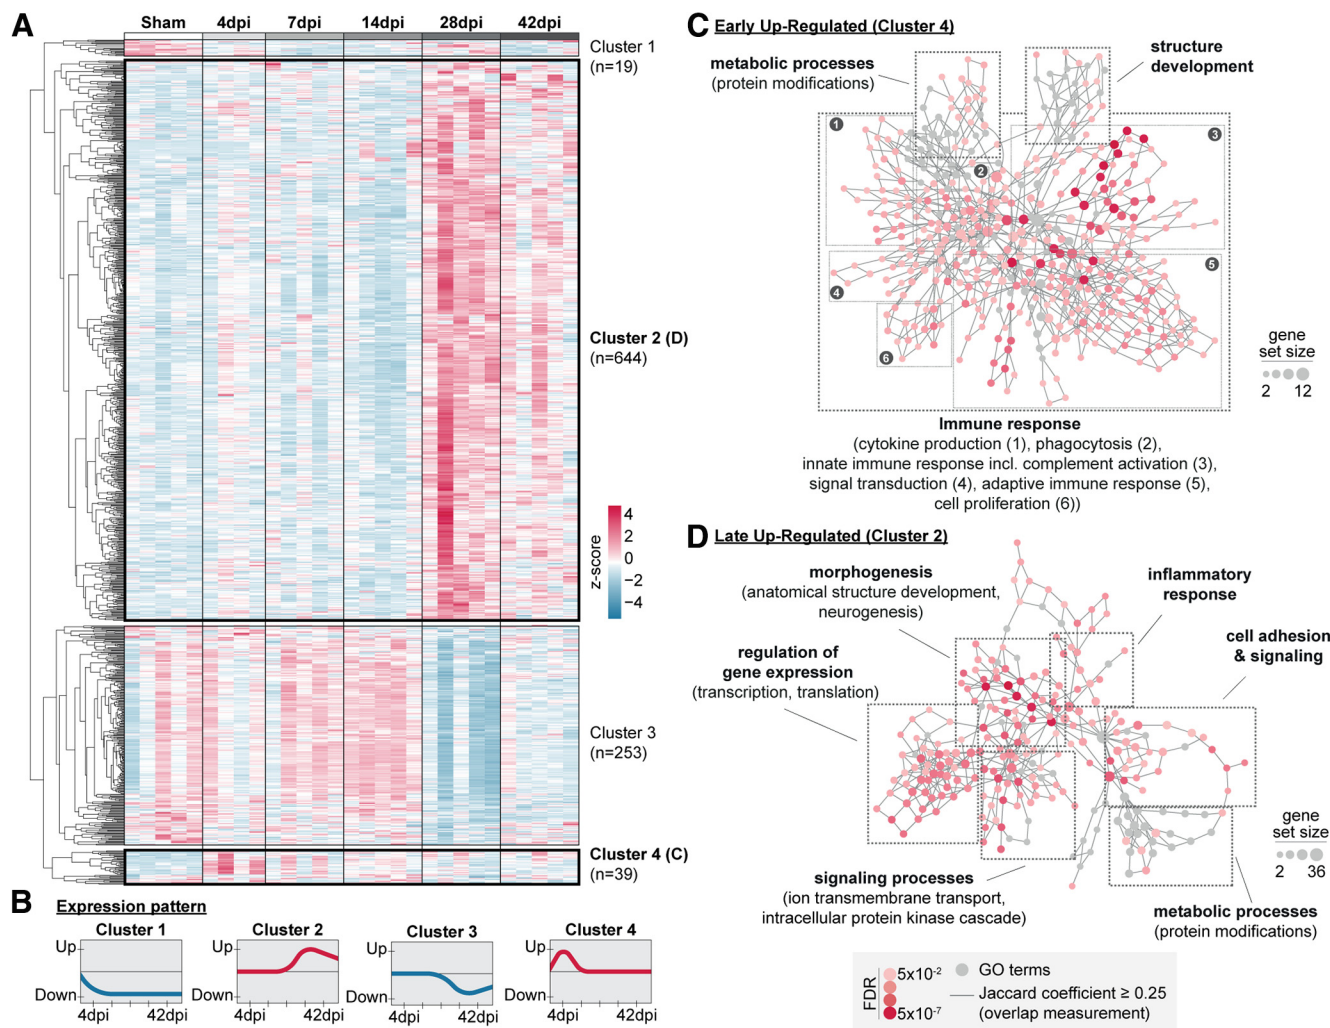 A
Sham 4dpi 7dpi 14dpi 28dpi 42dpi
Cluster 1
(n=19)
Cluster 2 (D)
(n=644)
z-score
4
2
0
−2
−4
Cluster 3
(n=253)
Cluster 4 (C)
(n=39)
B Expression pattern
Cluster 1
Up
Down
4dpi 42dpi
Cluster 2
Up
Down
4dpi 42dpi
Cluster 3
Up
Down
4dpi 42dpi
Cluster 4
Up
Down
4dpi 42dpi
C Early Up-Regulated (Cluster 4)
metabolic processes
(protein modifications)
structure
development
1
2
3
4
5
6
gene
set size
2 12
Immune response
(cytokine production (1), phagocytosis (2),
innate immune response incl. complement activation (3),
signal transduction (4), adaptive immune response (5),
cell proliferation (6))
D Late Up-Regulated (Cluster 2)
morphogenesis
(anatomical structure development,
neurogenesis)
inflammatory
response
cell adhesion
& signaling
regulation of
gene expression
(transcription, translation)
gene
set size
2 36
signaling processes
(ion transmembrane transport,
intracellular protein kinase cascade)
metabolic processes
(protein modifications)
FDR
5x10⁻²
5x10⁻⁷
GO terms
Jaccard coefficient ≥ 0.25
(overlap measurement)